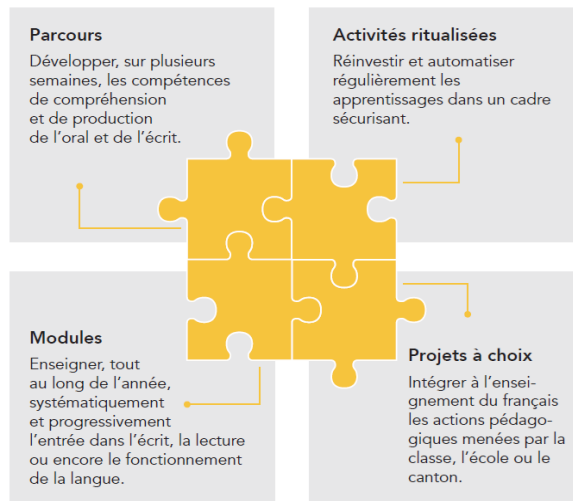 Parcours
Développer, sur plusieurs
semaines, les compétences
de compréhension
et de production
de l'oral et de l'écrit.
Activités ritualisées
Réinvestir et automatiser
régulièrement les
apprentissages dans un cadre
sécurisant.
Modules
Enseigner, tout
au long de l'année,
systématiquement
et progressivement
l'entrée dans l'écrit, la lecture
ou encore le fonctionnement
de la langue.
Projets à choix
Intégrer à l'ensei-
gnement du français
les actions pédago-
giques menées par la
classe, l'école ou le
canton.